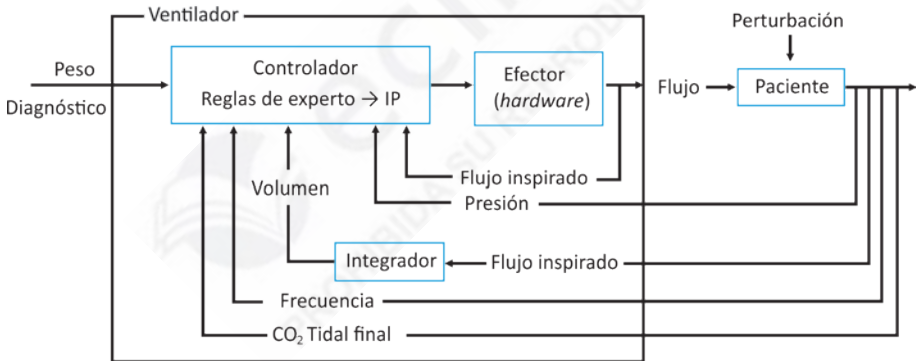 Ventilador
Perturbación
Peso
Diagnóstico
Controlador
Reglas de experto → IP
Efector
(hardware)
Flujo
Paciente
Flujo inspirado
Volumen
Presión
Integrador
Flujo inspirado
Frecuencia
CO₂ Tidal final